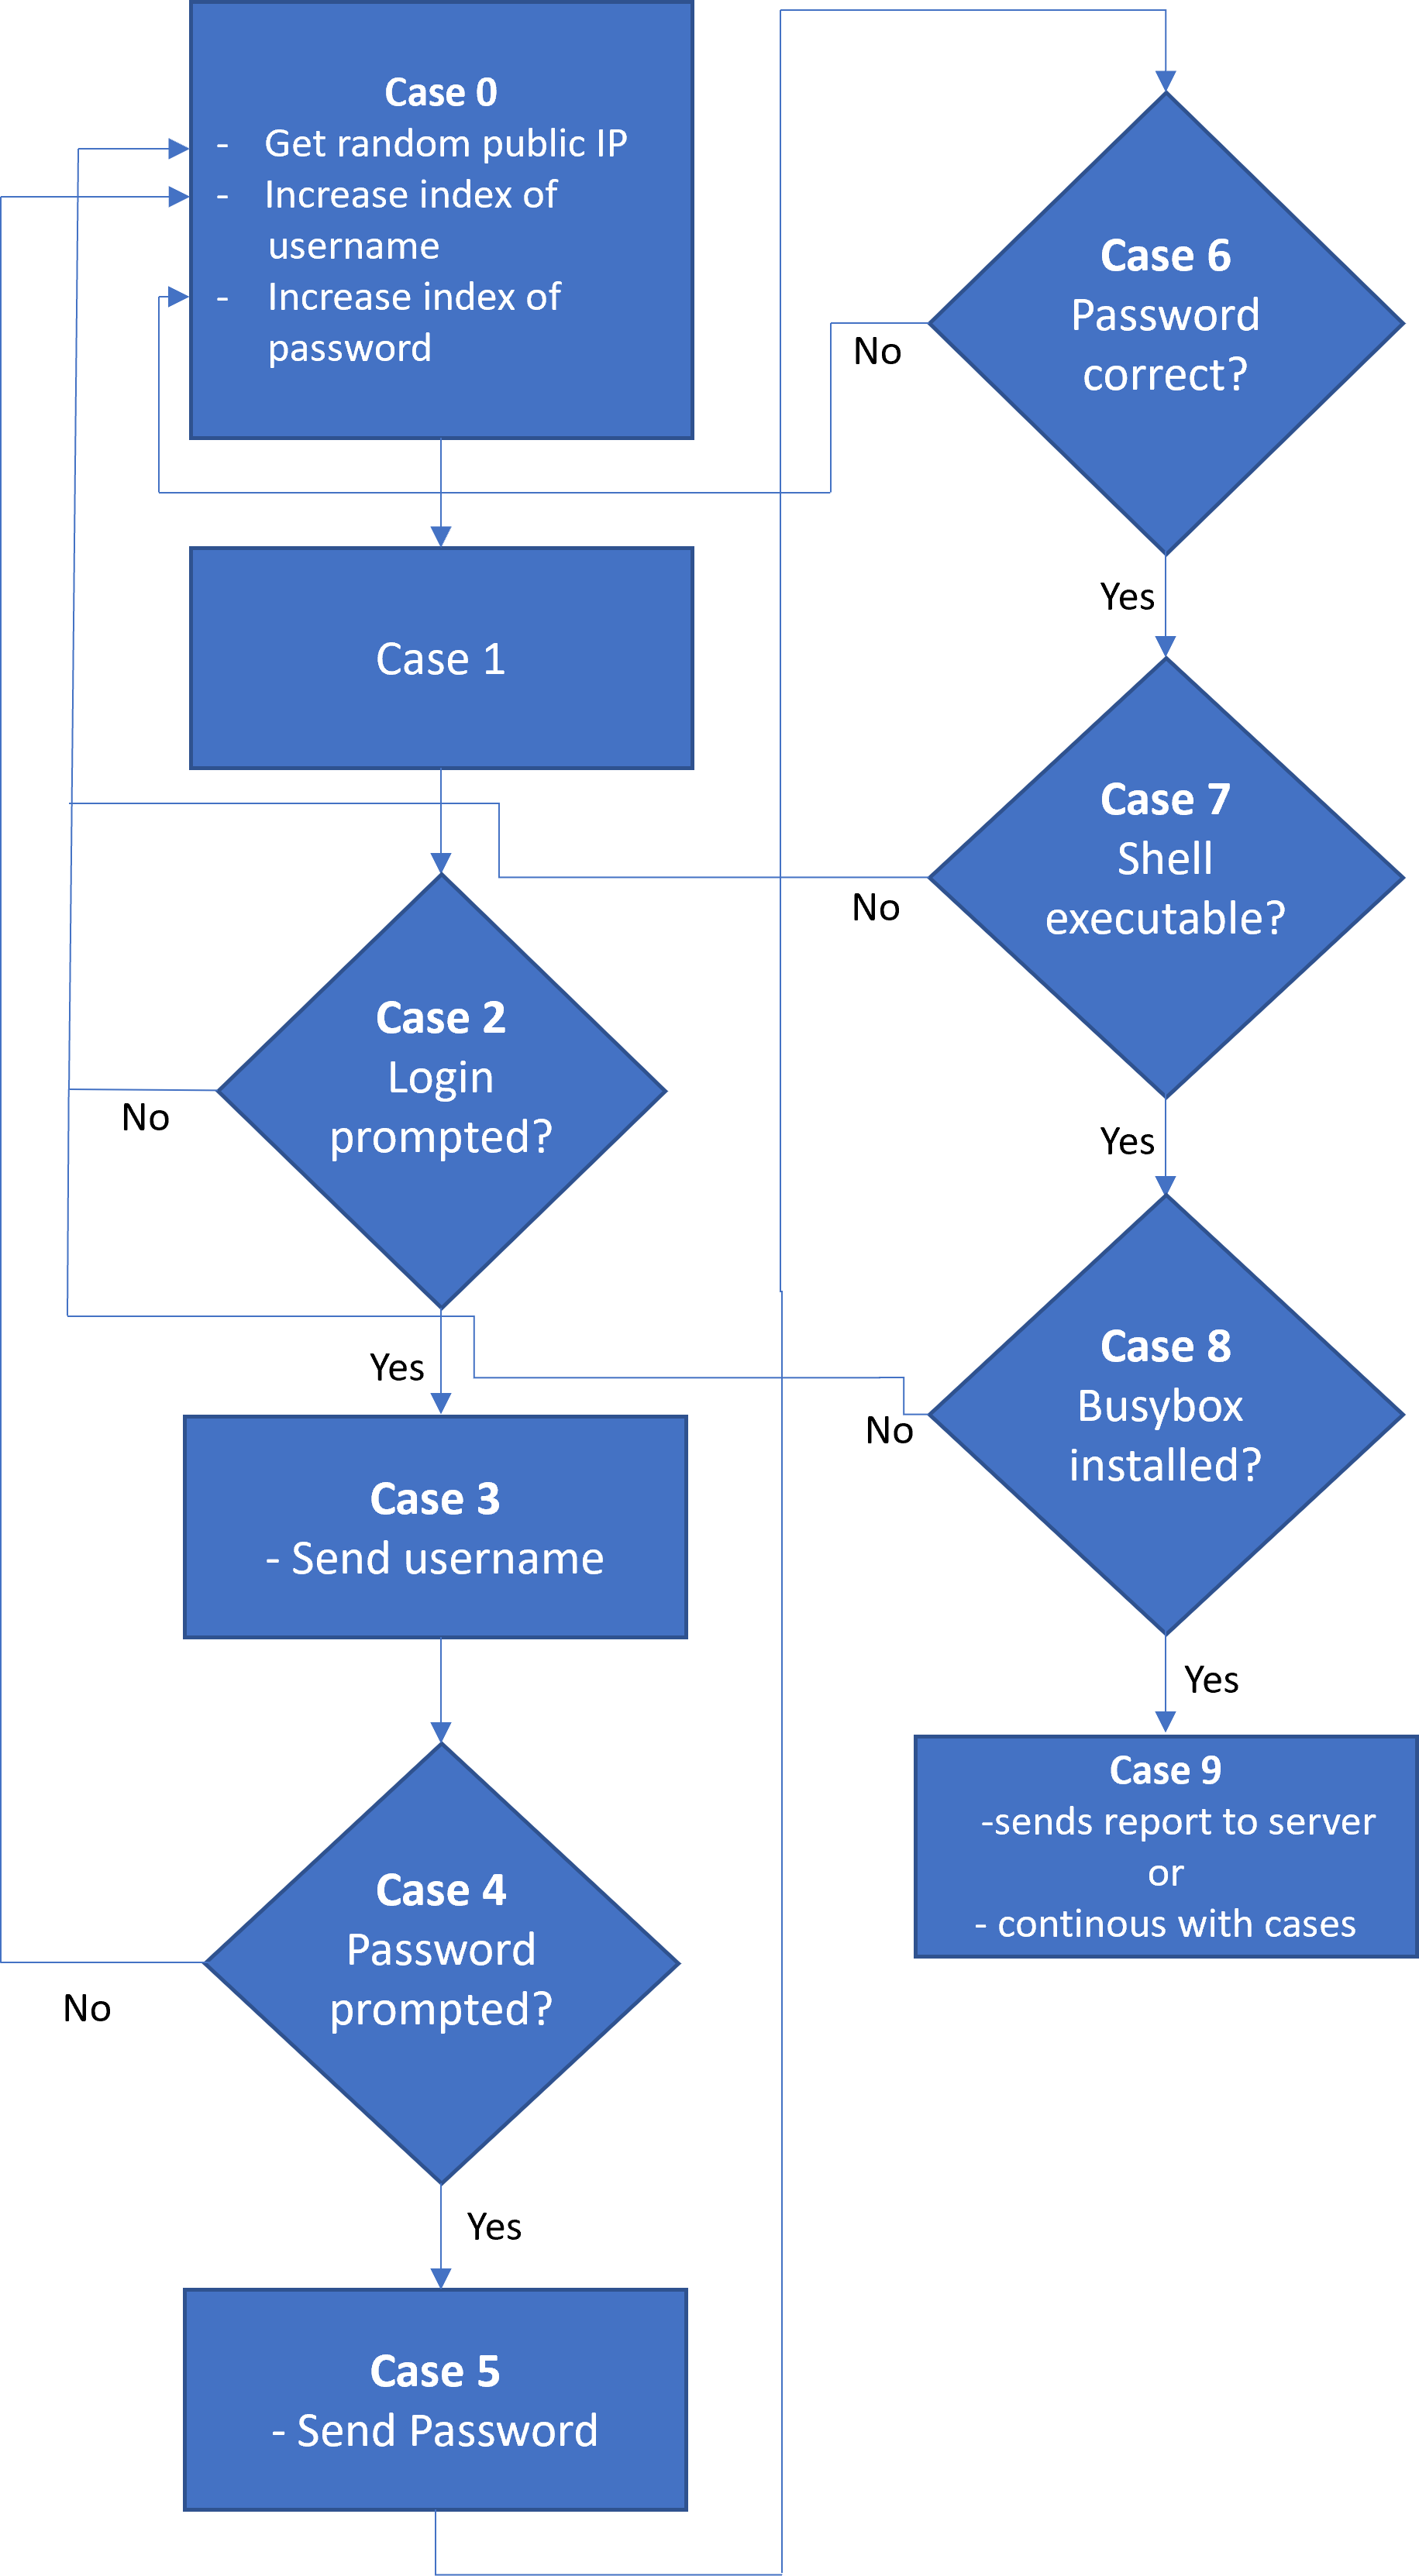 Case 0
- Get random public IP
- Increase index of
username
- Increase index of
password
Case 1
Case 2
Login
prompted?
No
Yes
Case 3
- Send username
Case 4
Password
prompted?
No
Yes
Case 5
- Send Password
Case 6
Password
correct?
No
Yes
Case 7
Shell
executable?
No
Yes
Case 8
Busybox
installed?
No
Yes
Case 9
-sends report to server
or
- continous with cases